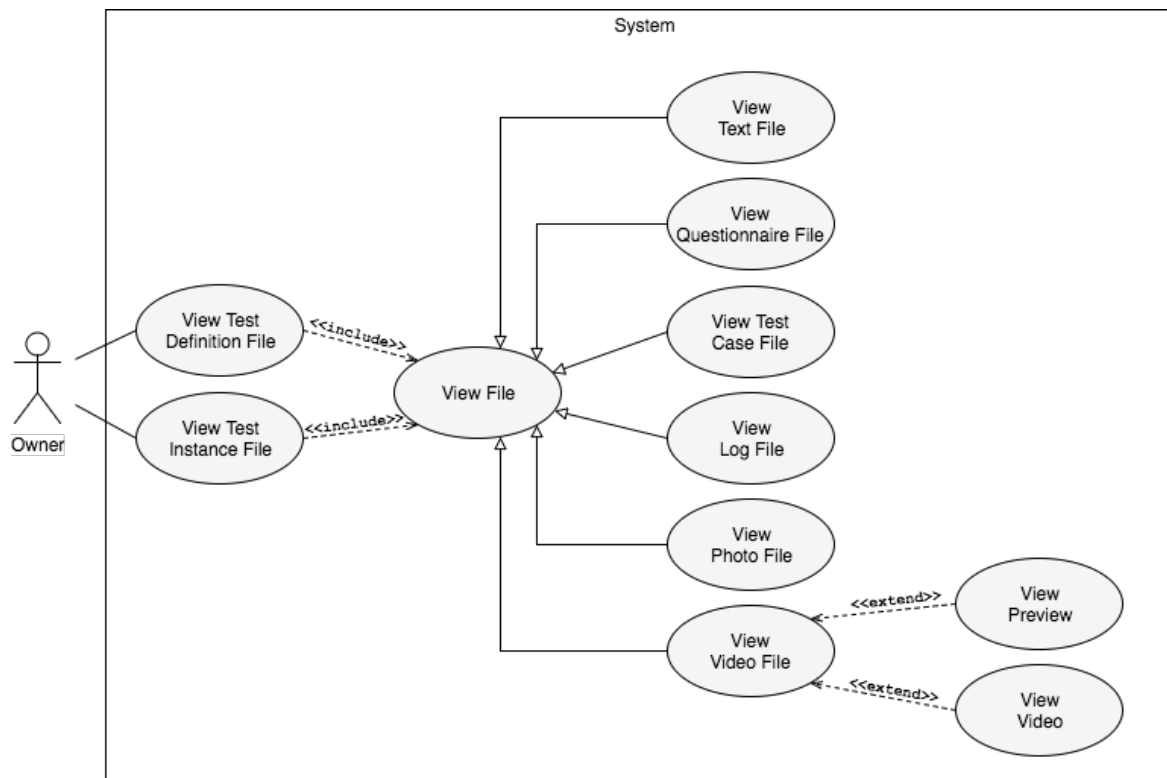 System
View
Text File
View
Questionnaire File
View Test
Definition File
<<include>>
View Test
Case File
View File
Owner
View Test
Instance File
<<include>>
View
Log File
View
Photo File
View
Video File
<<extend>>
View
Preview
<<extend>>
View
Video